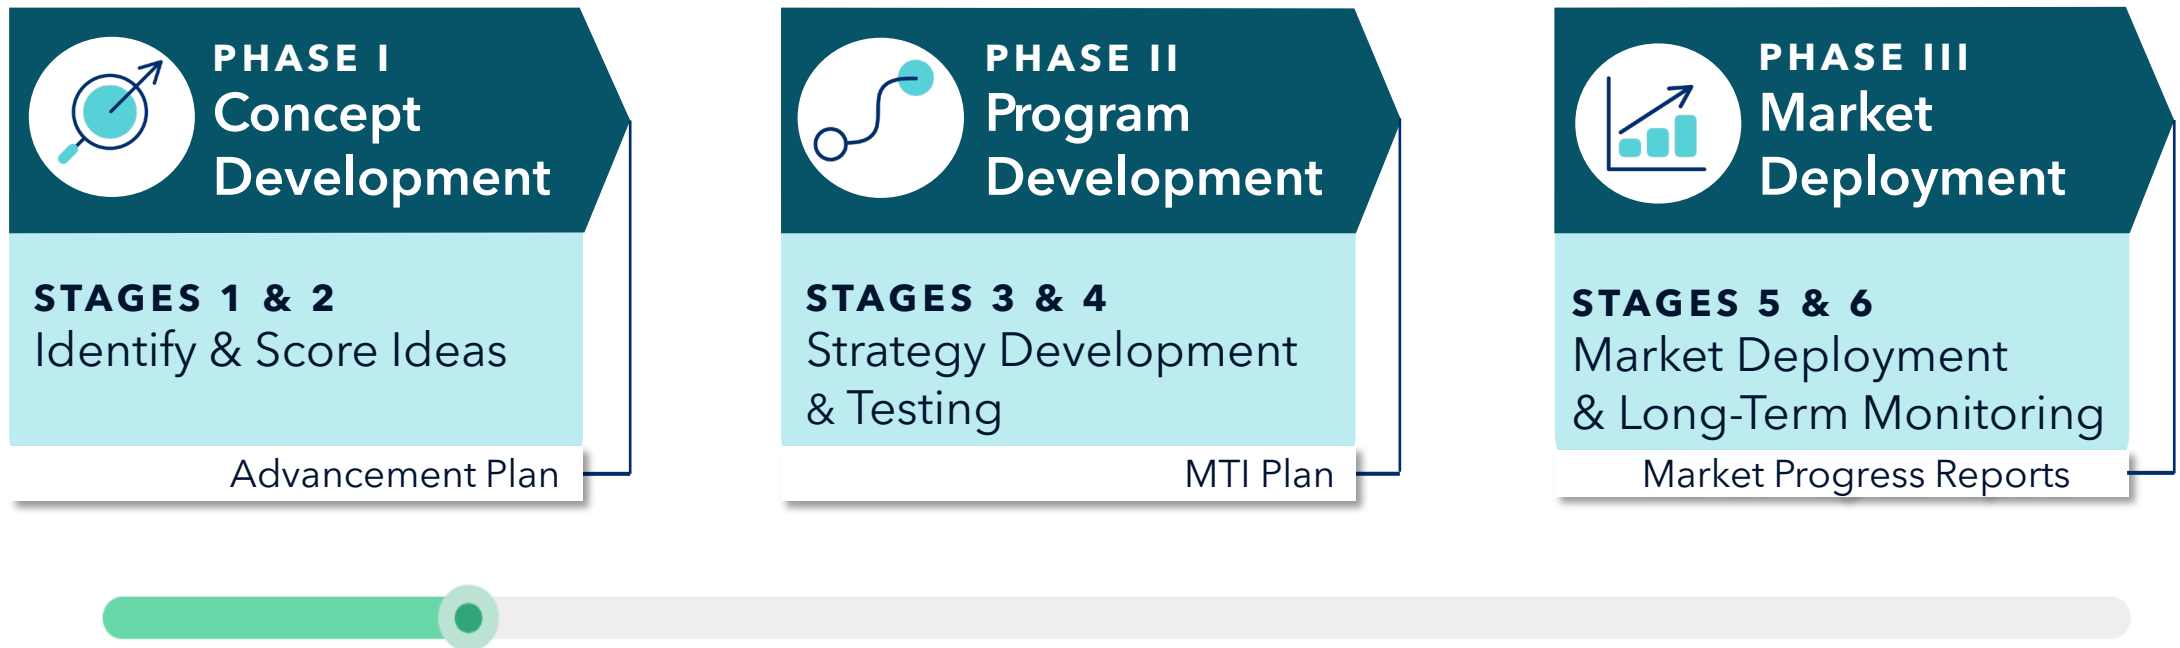 PHASE I
Concept
Development
STAGES 1 & 2
Identify & Score Ideas
Advancement Plan
PHASE II
Program
Development
STAGES 3 & 4
Strategy Development
& Testing
MTI Plan
PHASE III
Market
Deployment
STAGES 5 & 6
Market Deployment
& Long-Term Monitoring
Market Progress Reports